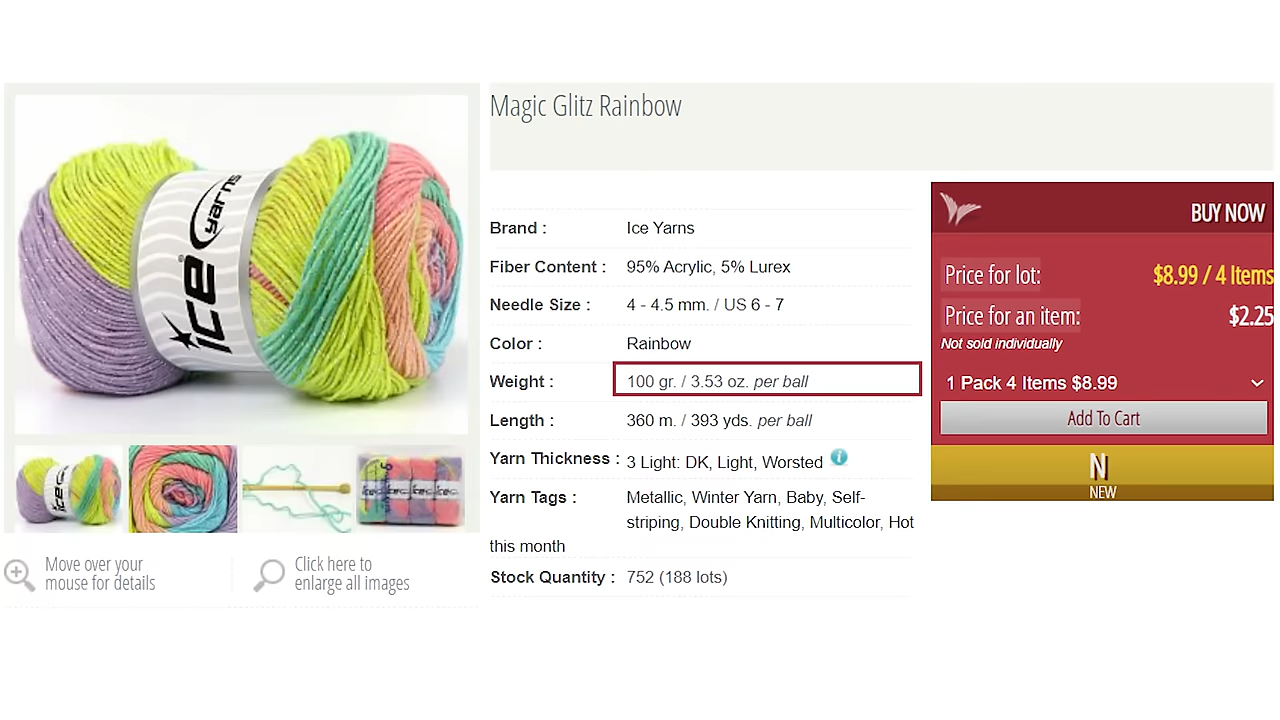 Magic Glitz Rainbow
ICE yarns
Brand : Ice Yarns
Fiber Content : 95% Acrylic, 5% Lurex
Needle Size : 4 - 4.5 mm. / US 6 - 7
Color : Rainbow
Weight : 100 gr. / 3.53 oz. per ball
Length : 360 m. / 393 yds. per ball
Yarn Thickness : 3 Light: DK, Light, Worsted
Yarn Tags : Metallic, Winter Yarn, Baby, Self-
striping, Double Knitting, Multicolor, Hot
this month
Stock Quantity : 752 (188 lots)
BUY NOW
Price for lot: $8.99 / 4 Items
Price for an item: $2.25
Not sold individually
1 Pack 4 Items $8.99
Add To Cart
N
NEW
Move over your
mouse for details
Click here to
enlarge all images